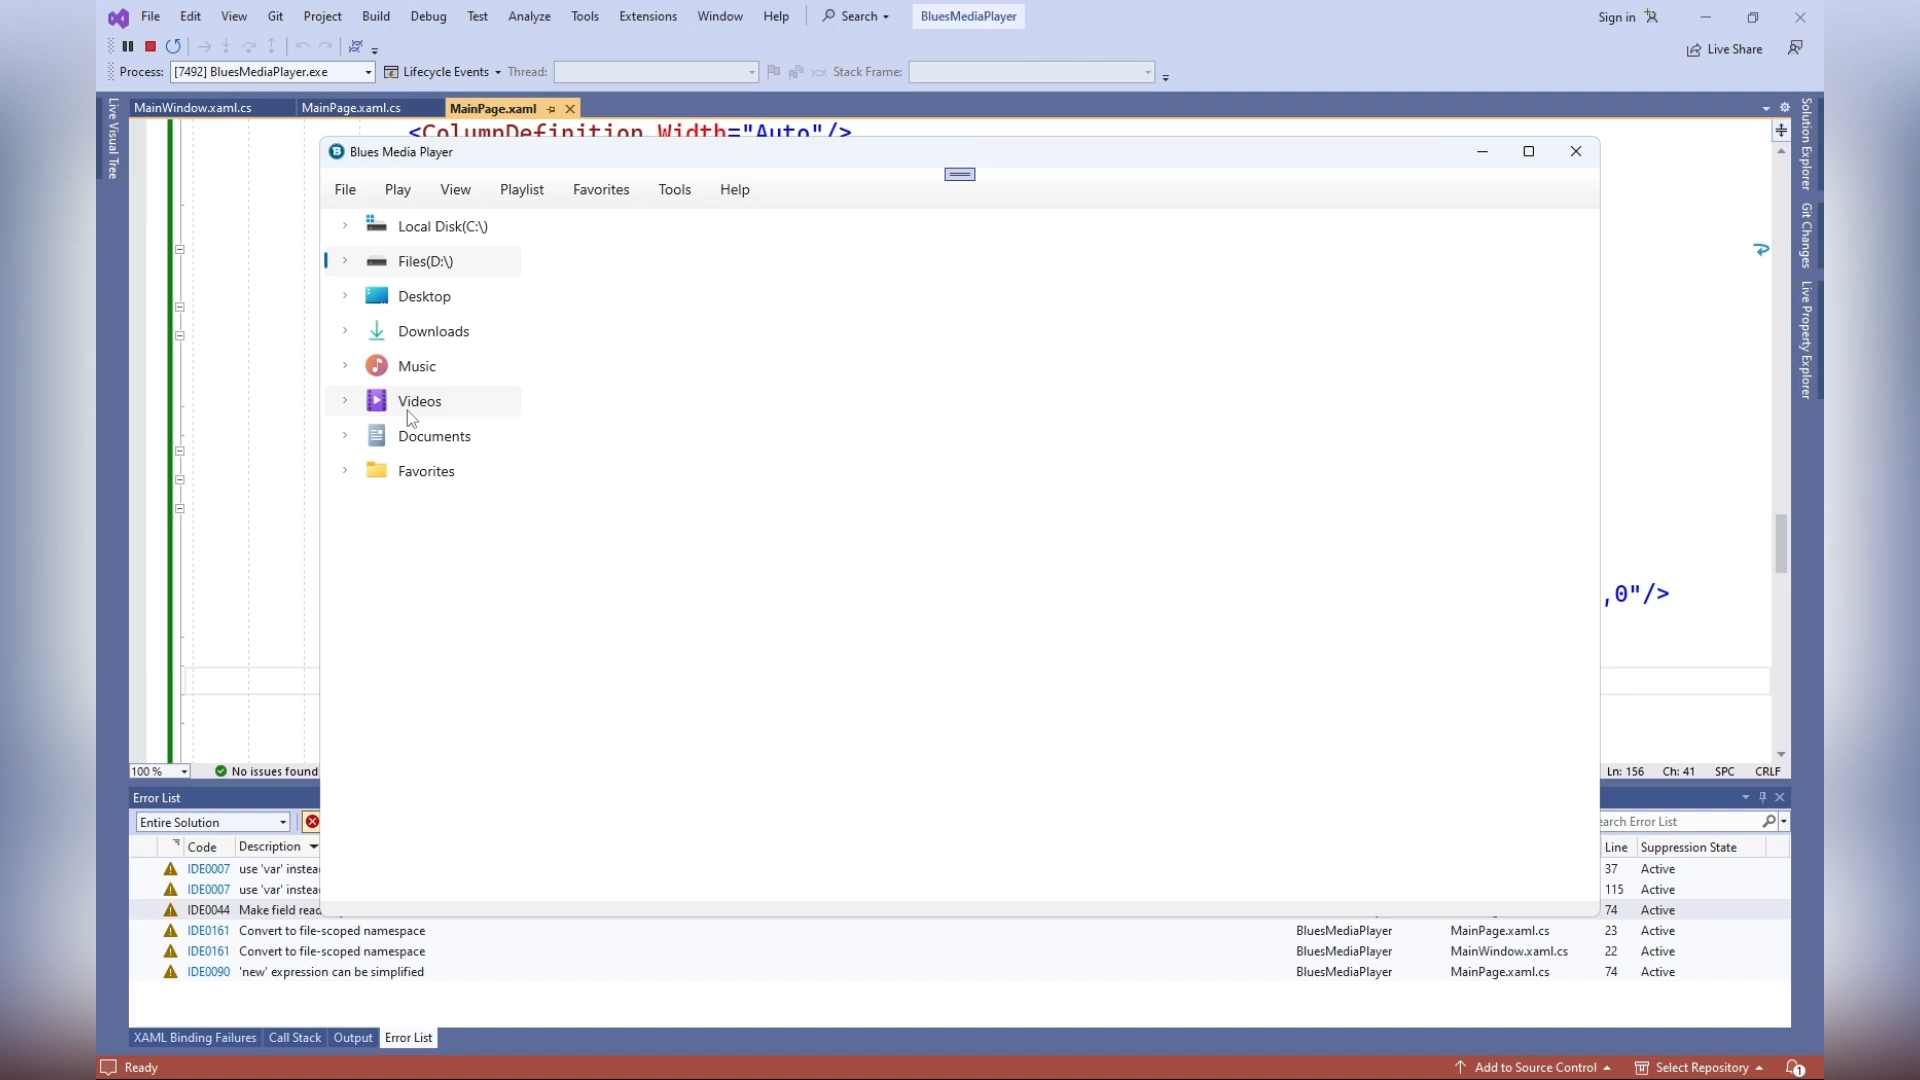 File Edit View Git Project Build Debug Test Analyze Tools Extensions Window Help Search BluesMediaPlayer Sign in
Live Share
Process: [7492] BluesMediaPlayer.exe Lifecycle Events Thread: Stack Frame:
MainWindow.xaml.cs MainPage.xaml.cs MainPage.xaml
Live Visual Tree
Solution Explorer
Git Changes
Live Property Explorer
<ColumnDefinition Width="Auto"/>
Blues Media Player
File Play View Playlist Favorites Tools Help
Local Disk(C:\)
Files(D:\)
Desktop
Downloads
Music
Videos
Documents
Favorites
,0"/>
100 % No issues found Ln: 156 Ch: 41 SPC CRLF
Error List
Entire Solution earch Error List
Code Description Line Suppression State
IDE0007 use 'var' instea 37 Active
IDE0007 use 'var' instea 115 Active
IDE0044 Make field rea 74 Active
IDE0161 Convert to file-scoped namespace BluesMediaPlayer MainPage.xaml.cs 23 Active
IDE0161 Convert to file-scoped namespace BluesMediaPlayer MainWindow.xaml.cs 22 Active
IDE0090 'new' expression can be simplified BluesMediaPlayer MainPage.xaml.cs 74 Active
XAML Binding Failures Call Stack Output Error List
Ready Add to Source Control Select Repository 1